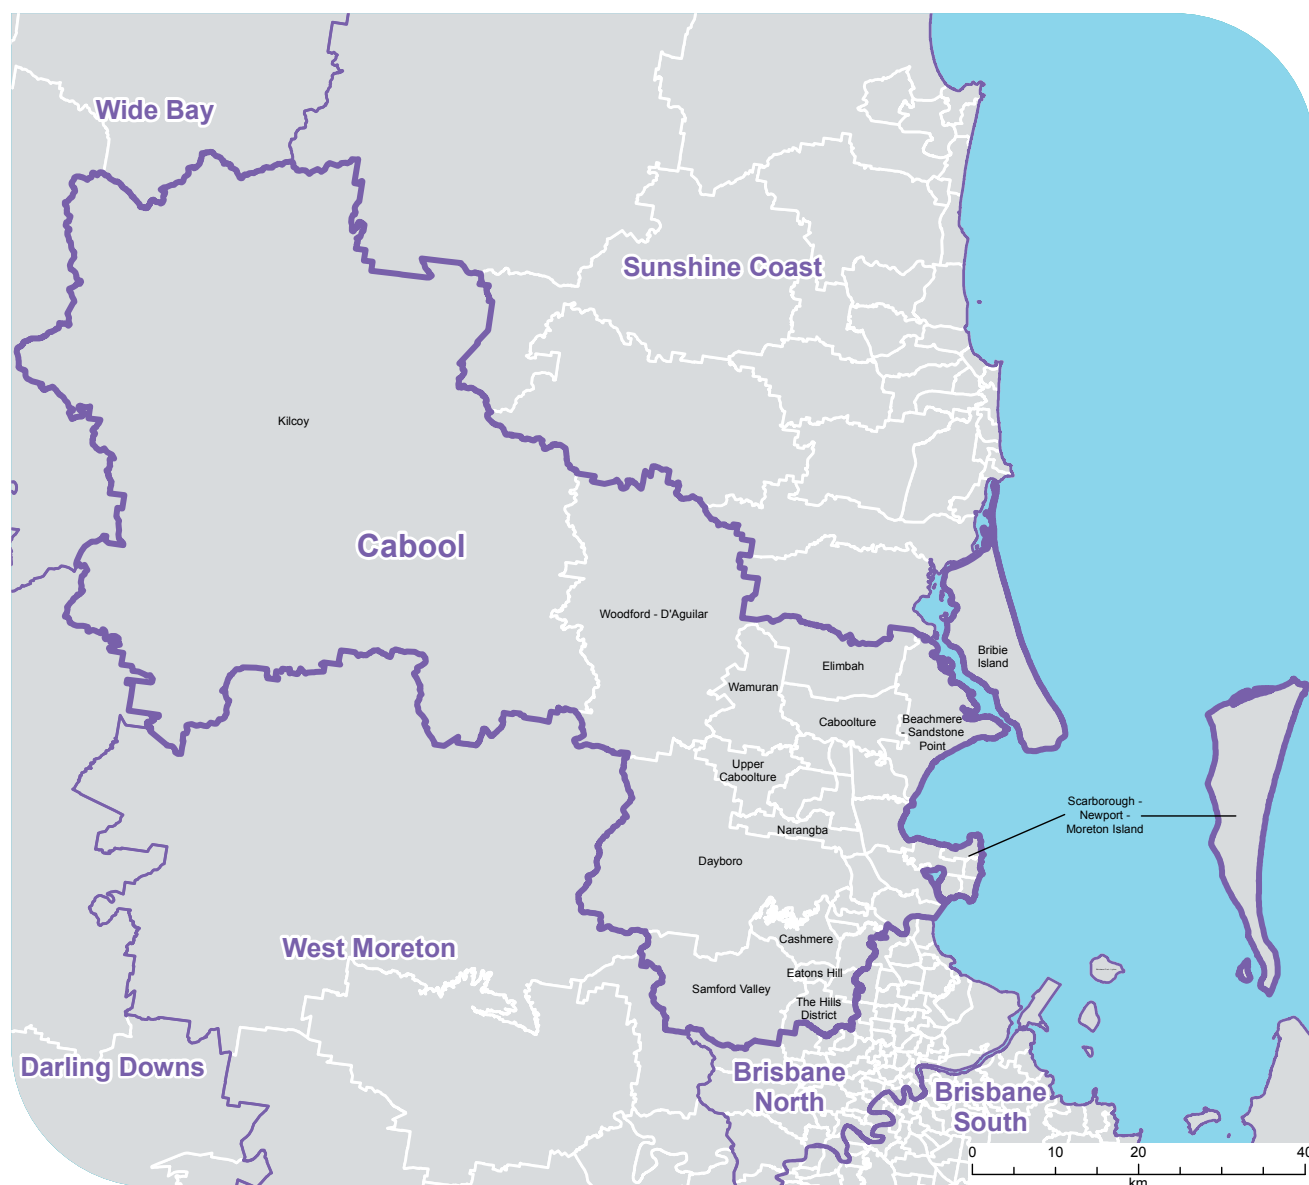 Wide Bay
Sunshine Coast
Kilcoy
Cabool
Woodford - D'Aguilar
Bribie
Island
Elimbah
Wamuran
Caboolture
Beachmere
- Sandstone
Point
Upper
Caboolture
Scarborough -
Newport -
Moreton Island
Narangba
Dayboro
Cashmere
West Moreton
Eatons Hill
Samford Valley
The Hills
District
Darling Downs
Brisbane
North
Brisbane
South
0 10 20 40
km